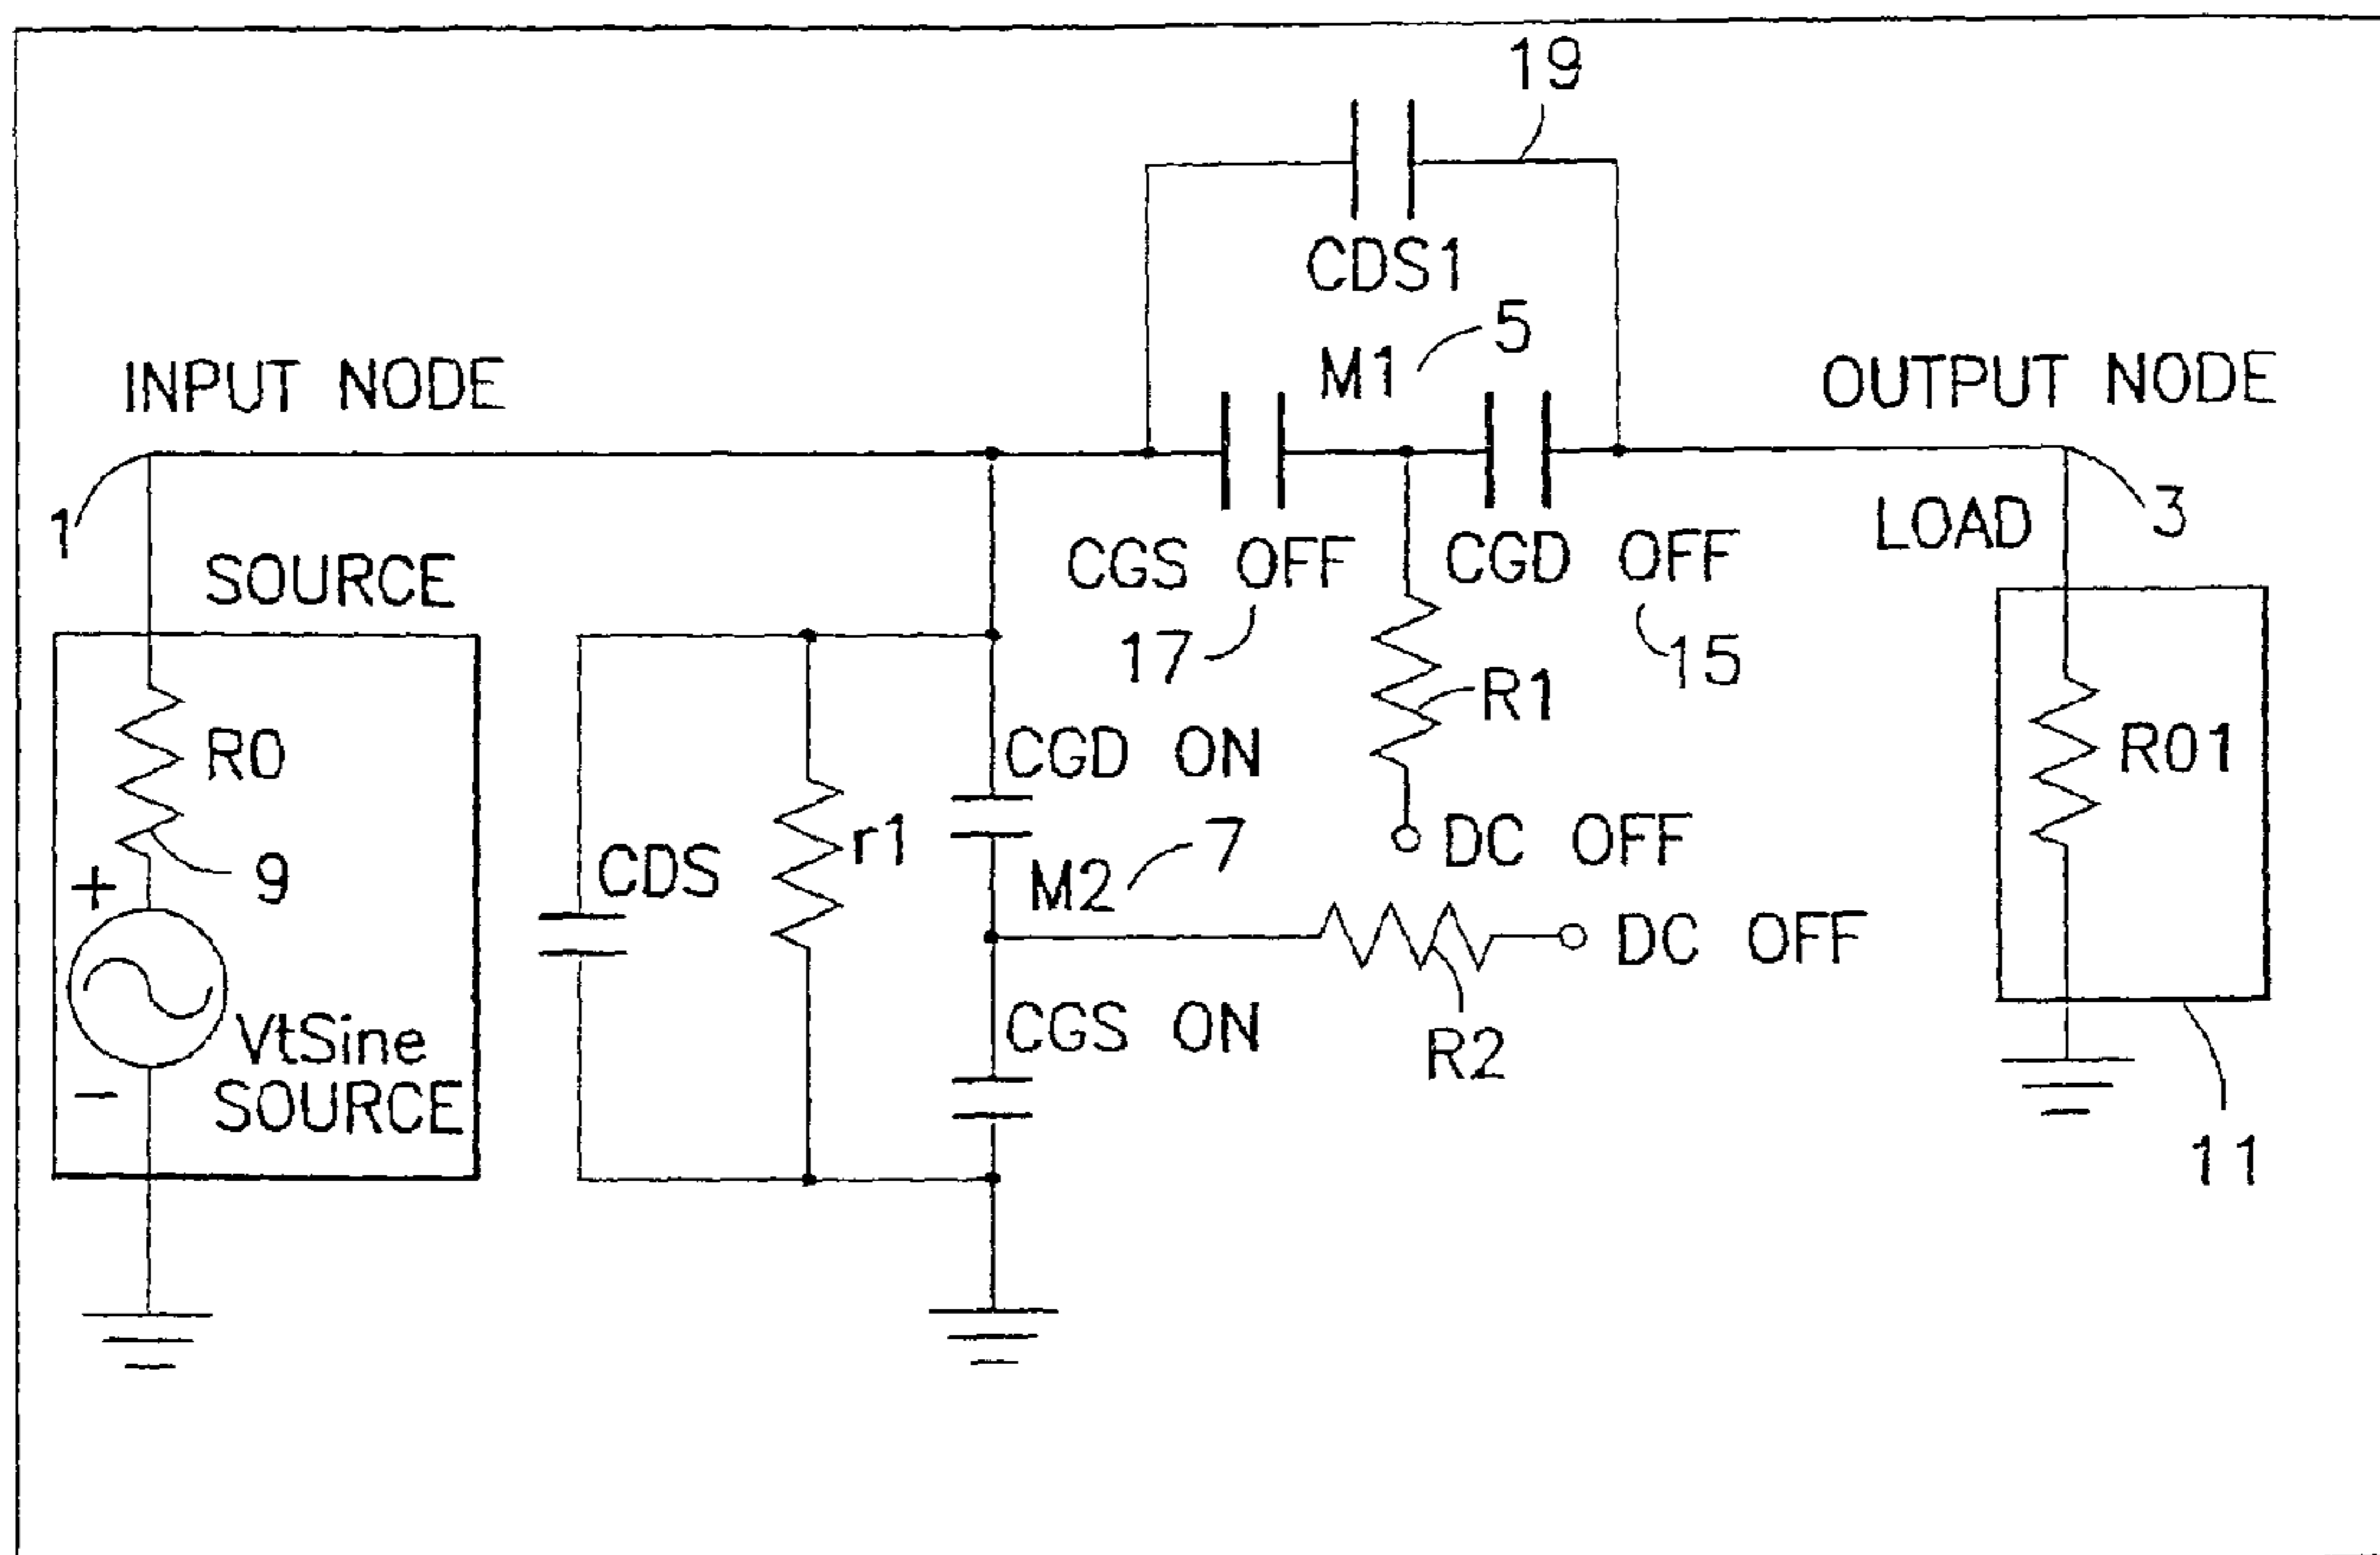 19
CDS1
M1
5
INPUT NODE
OUTPUT NODE
1
3
LOAD
SOURCE
CGS OFF
CGD OFF
17
15
R1
R0
CGD ON
R01
r1
DC OFF
CDS
M2
7
9
+
DC OFF
VtSine
SOURCE
CGS ON
R2
−
11